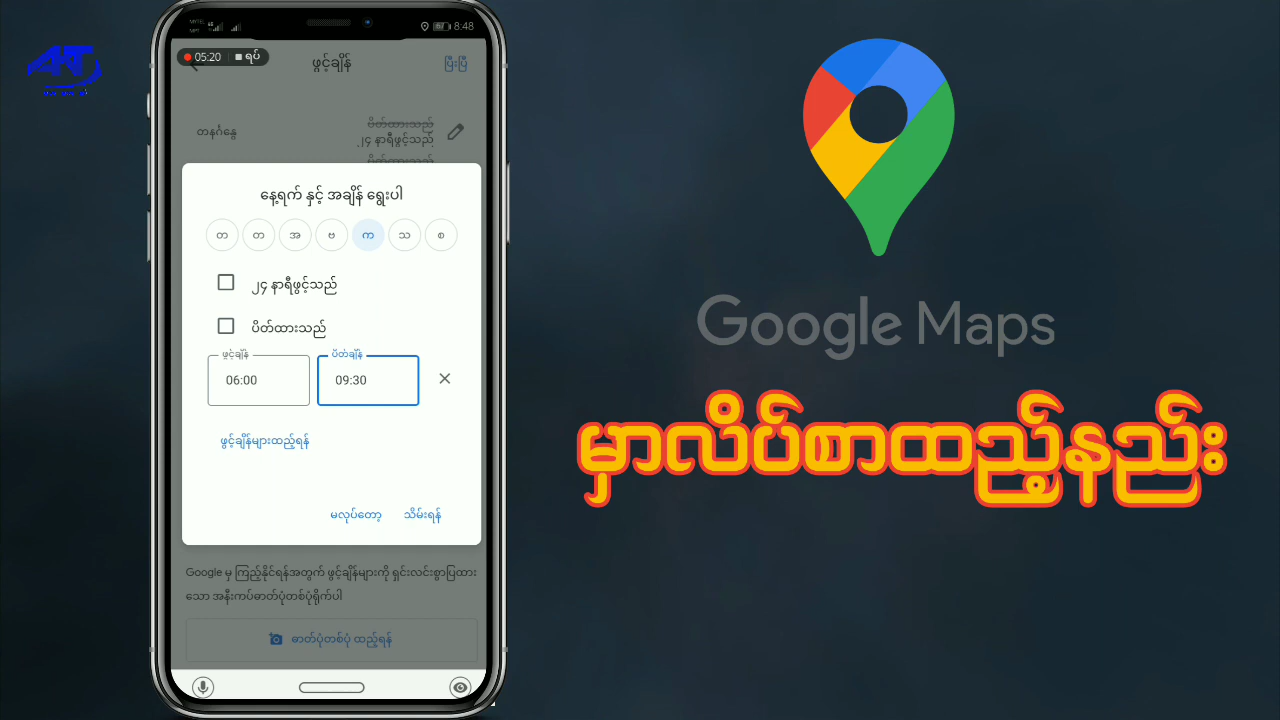 8:48
05:20 ရပ်
ဖွင့်ချိန် ပြီးပြီ
တနင်္ဂနွေ ပိတ်ထားသည်
၂၄ နာရီဖွင့်သည်
ပိတ်ထားသည်
နေ့ရက် နှင့် အချိန် ရွေးပါ
တ တ အ ဗ က သ စ
၂၄ နာရီဖွင့်သည်
ပိတ်ထားသည်
ဖွင့်ချိန် ပိတ်ချိန်
06:00 09:30
ဖွင့်ချိန်များထည့်ရန်
မလုပ်တော့ သိမ်းရန်
Google မှ ကြည့်နိုင်ရန်အတွက် ဖွင့်ချိန်များကို ရှင်းလင်းစွာပြထား
သော အနီးကပ်ဓာတ်ပုံတစ်ပုံရိုက်ပါ
ဓာတ်ပုံတစ်ပုံ ထည့်ရန်
Google Maps
မှာလိပ်စာထည့်နည်း